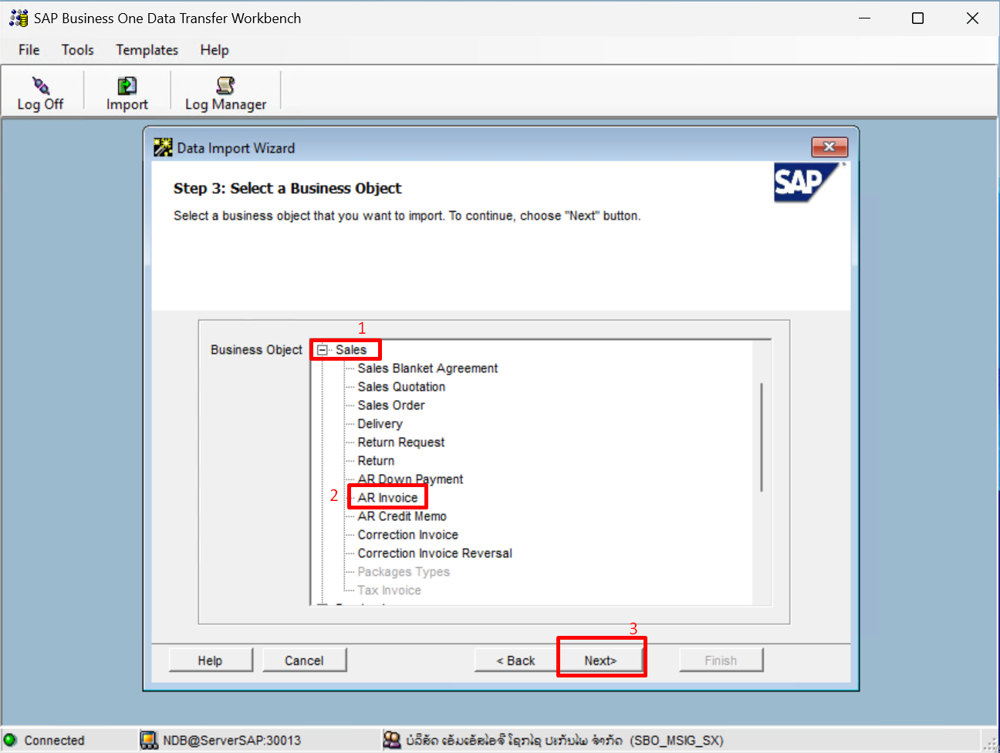 SAP Business One Data Transfer Workbench
File Tools Templates Help
Log Off Import Log Manager
Data Import Wizard
SAP
Step 3: Select a Business Object
Select a business object that you want to import. To continue, choose "Next" button.
1
Business Object
Sales
Sales Blanket Agreement
Sales Quotation
Sales Order
Delivery
Return Request
Return
AR Down Payment
2 AR Invoice
AR Credit Memo
Correction Invoice
Correction Invoice Reversal
Packages Types
Tax Invoice
3
Help Cancel < Back Next> Finish
Connected NDB@ServerSAP:30013 ບໍລິສັດ ເອັມເອັສໄອຈີ ໂຊກໄຊ ປະກັນໄພ ຈຳກັດ (SBO_MSIG_SX)